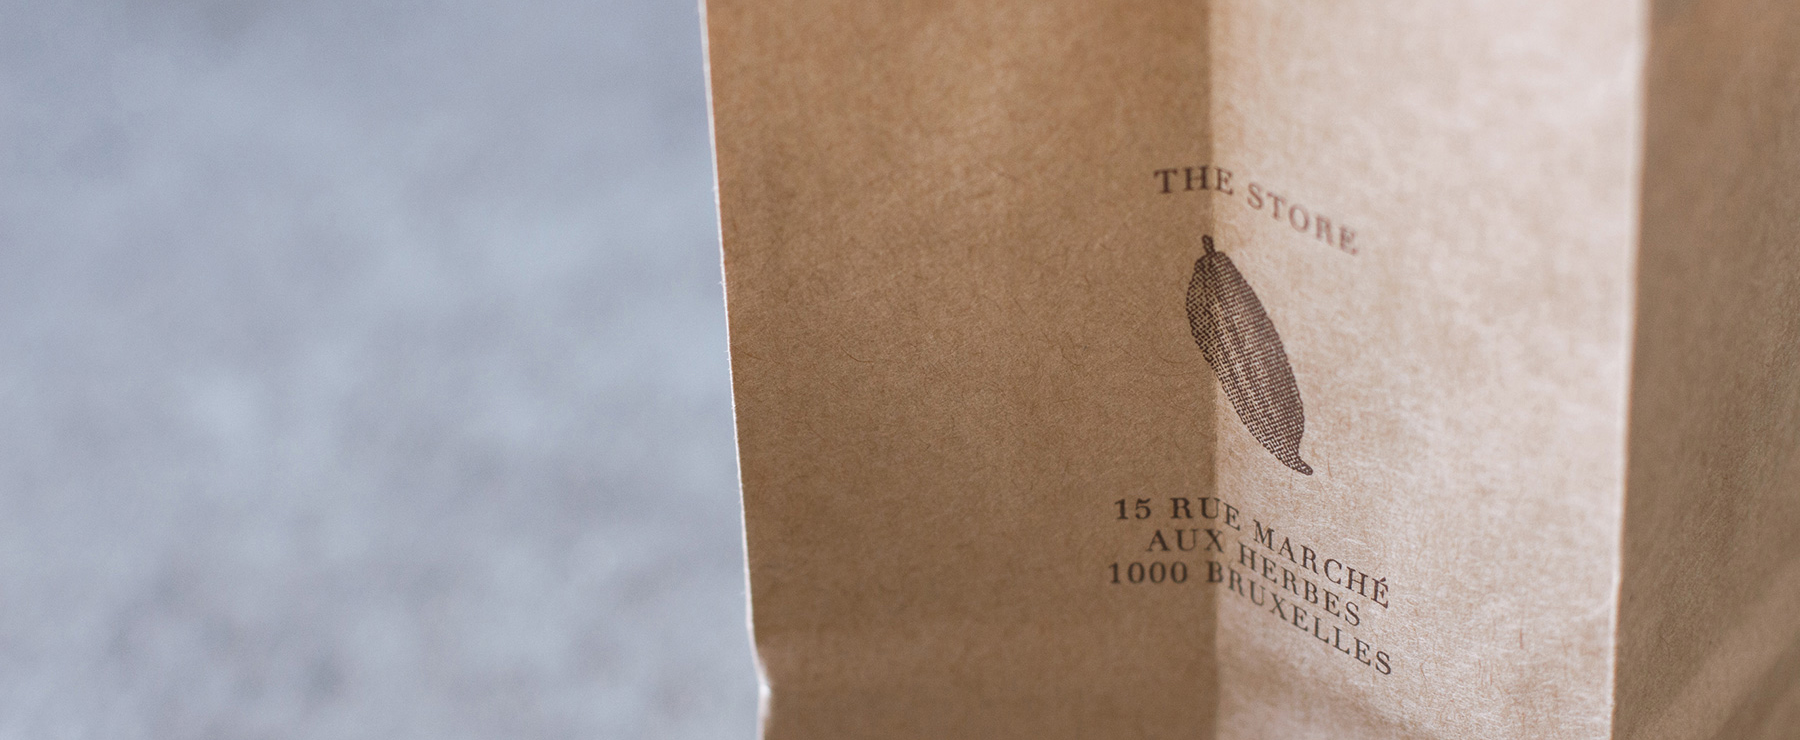 THE STORE
15 RUE MARCHÉ
AUX HERBES
1000 BRUXELLES